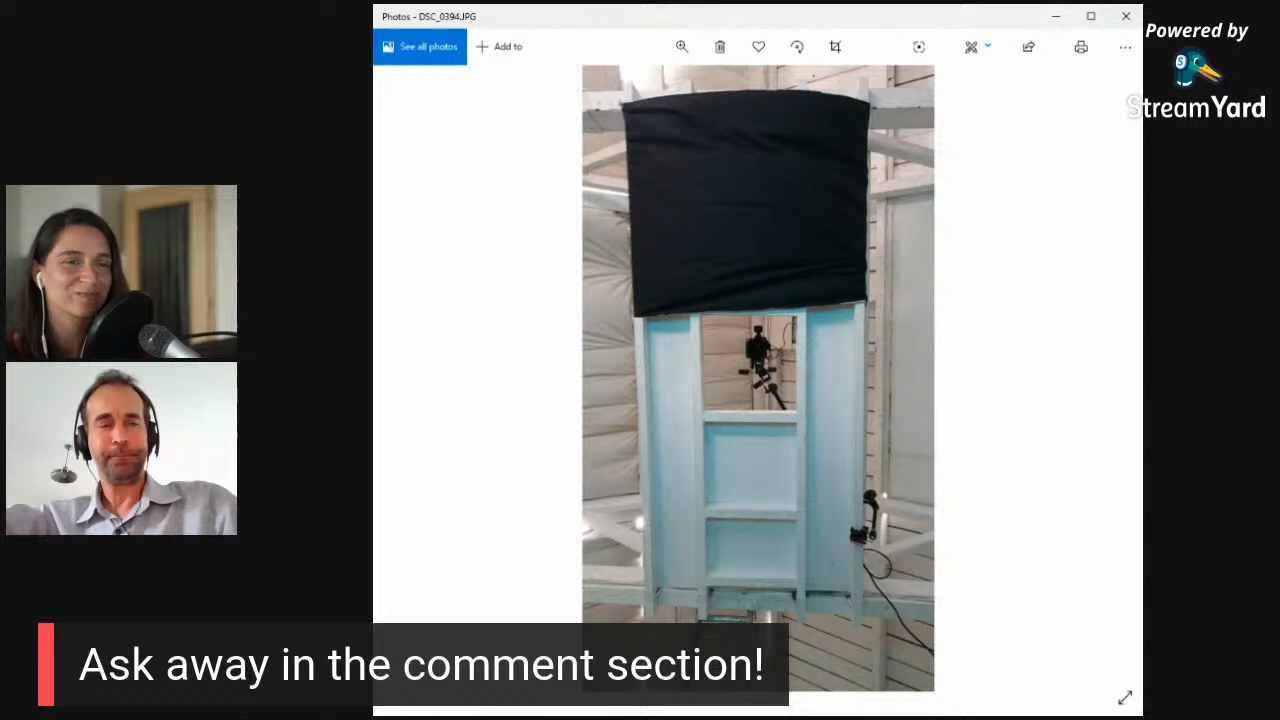 Photos - DSC_0394.JPG
See all photos
Add to
Powered by
StreamYard
Ask away in the comment section!